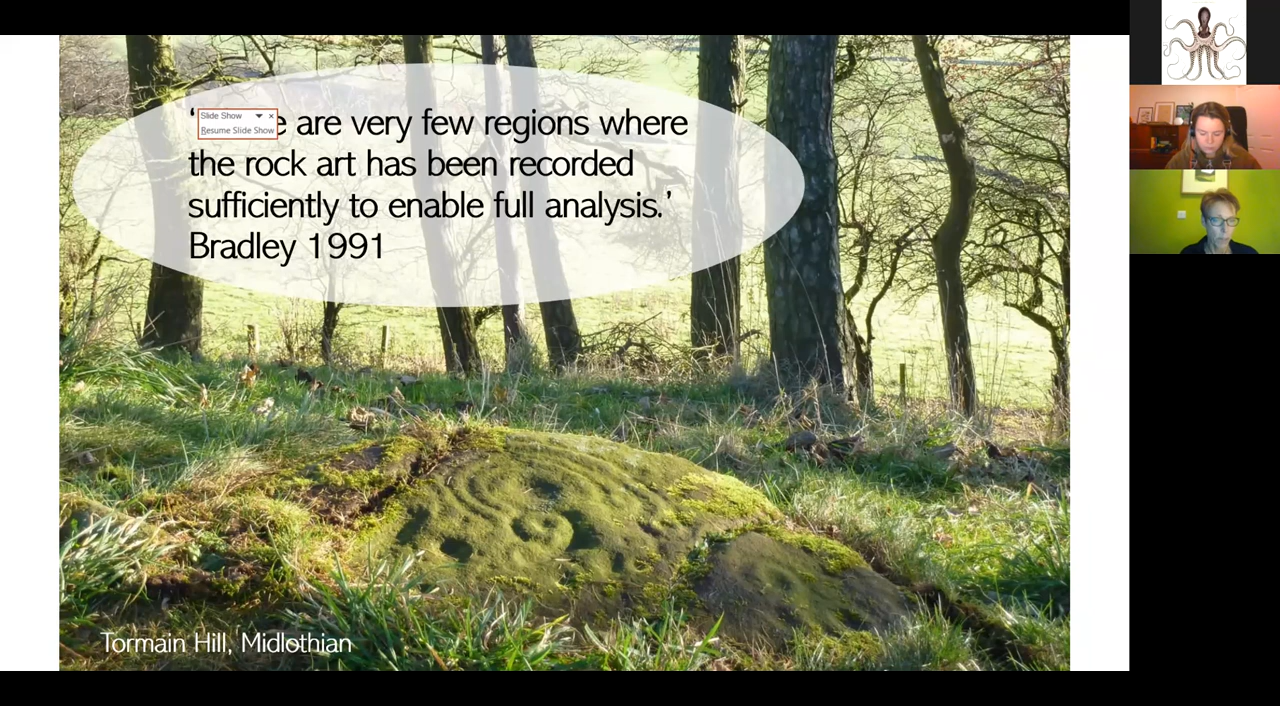 ‘ e are very few regions where
the rock art has been recorded
sufficiently to enable full analysis.’
Bradley 1991
Slide Show
Resume Slide Show
Tormain Hill, Midlothian